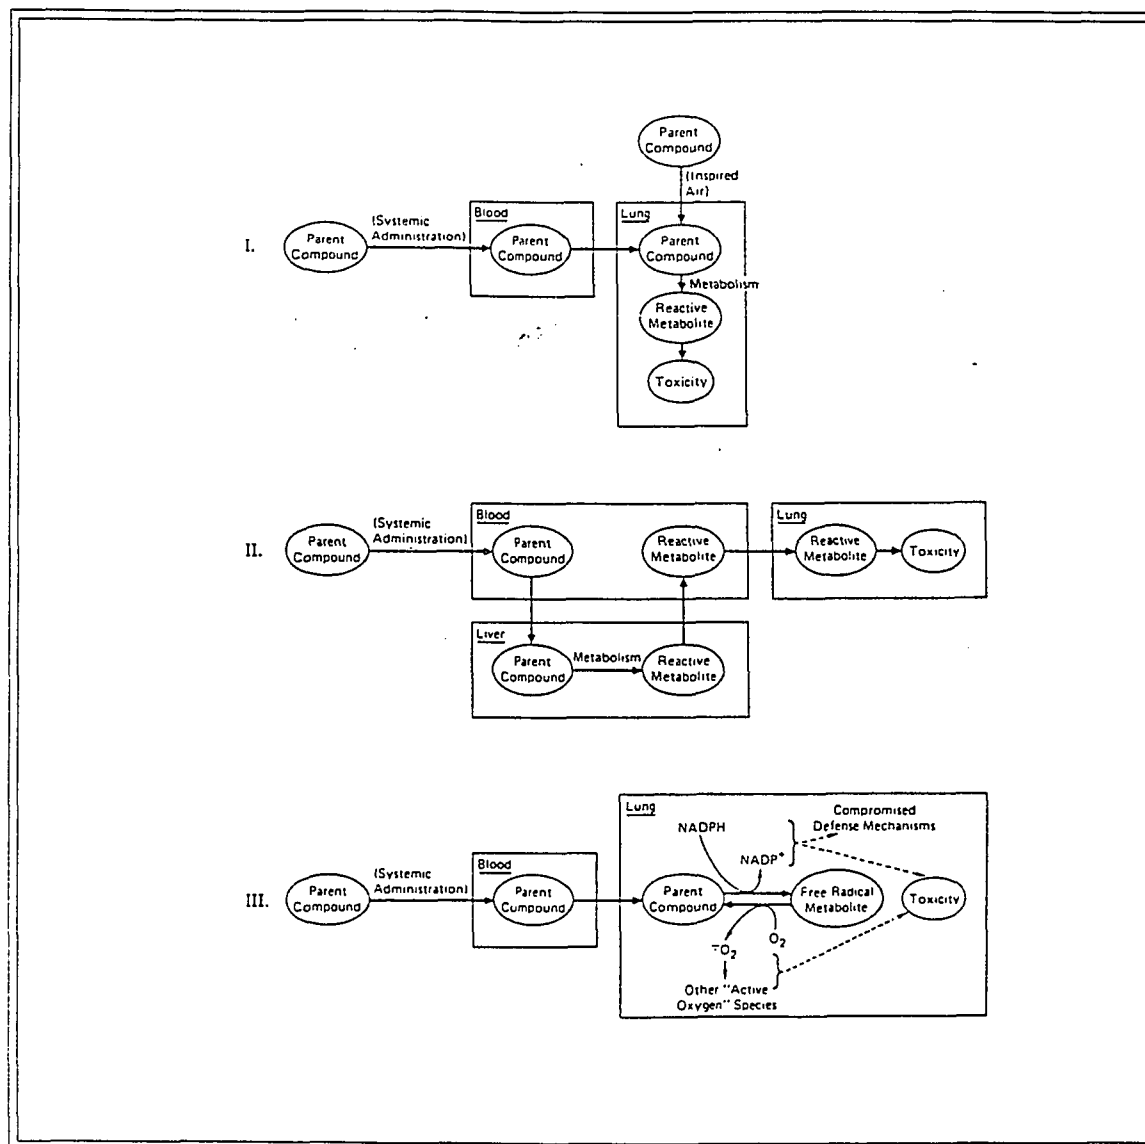 Parent
Compound
(Inspired
Air)
Blood
Lung
(Systemic
Administration)
I.
Parent
Compound
Parent
Compound
Parent
Compound
Metabolism
Reactive
Metabolite
Toxicity
Blood
Lung
(Systemic
Administration)
II.
Parent
Compound
Parent
Compound
Reactive
Metabolite
Reactive
Metabolite
Toxicity
Liver
Metabolism
Parent
Compound
Reactive
Metabolite
Lung
Compromised
Defense Mechanisms
NADPH
NADP+
Blood
(Systemic
Administration)
III.
Parent
Compound
Parent
Compound
Parent
Compound
Free Radical
Metabolite
Toxicity
-̇O2
O2
Other "Active
Oxygen" Species